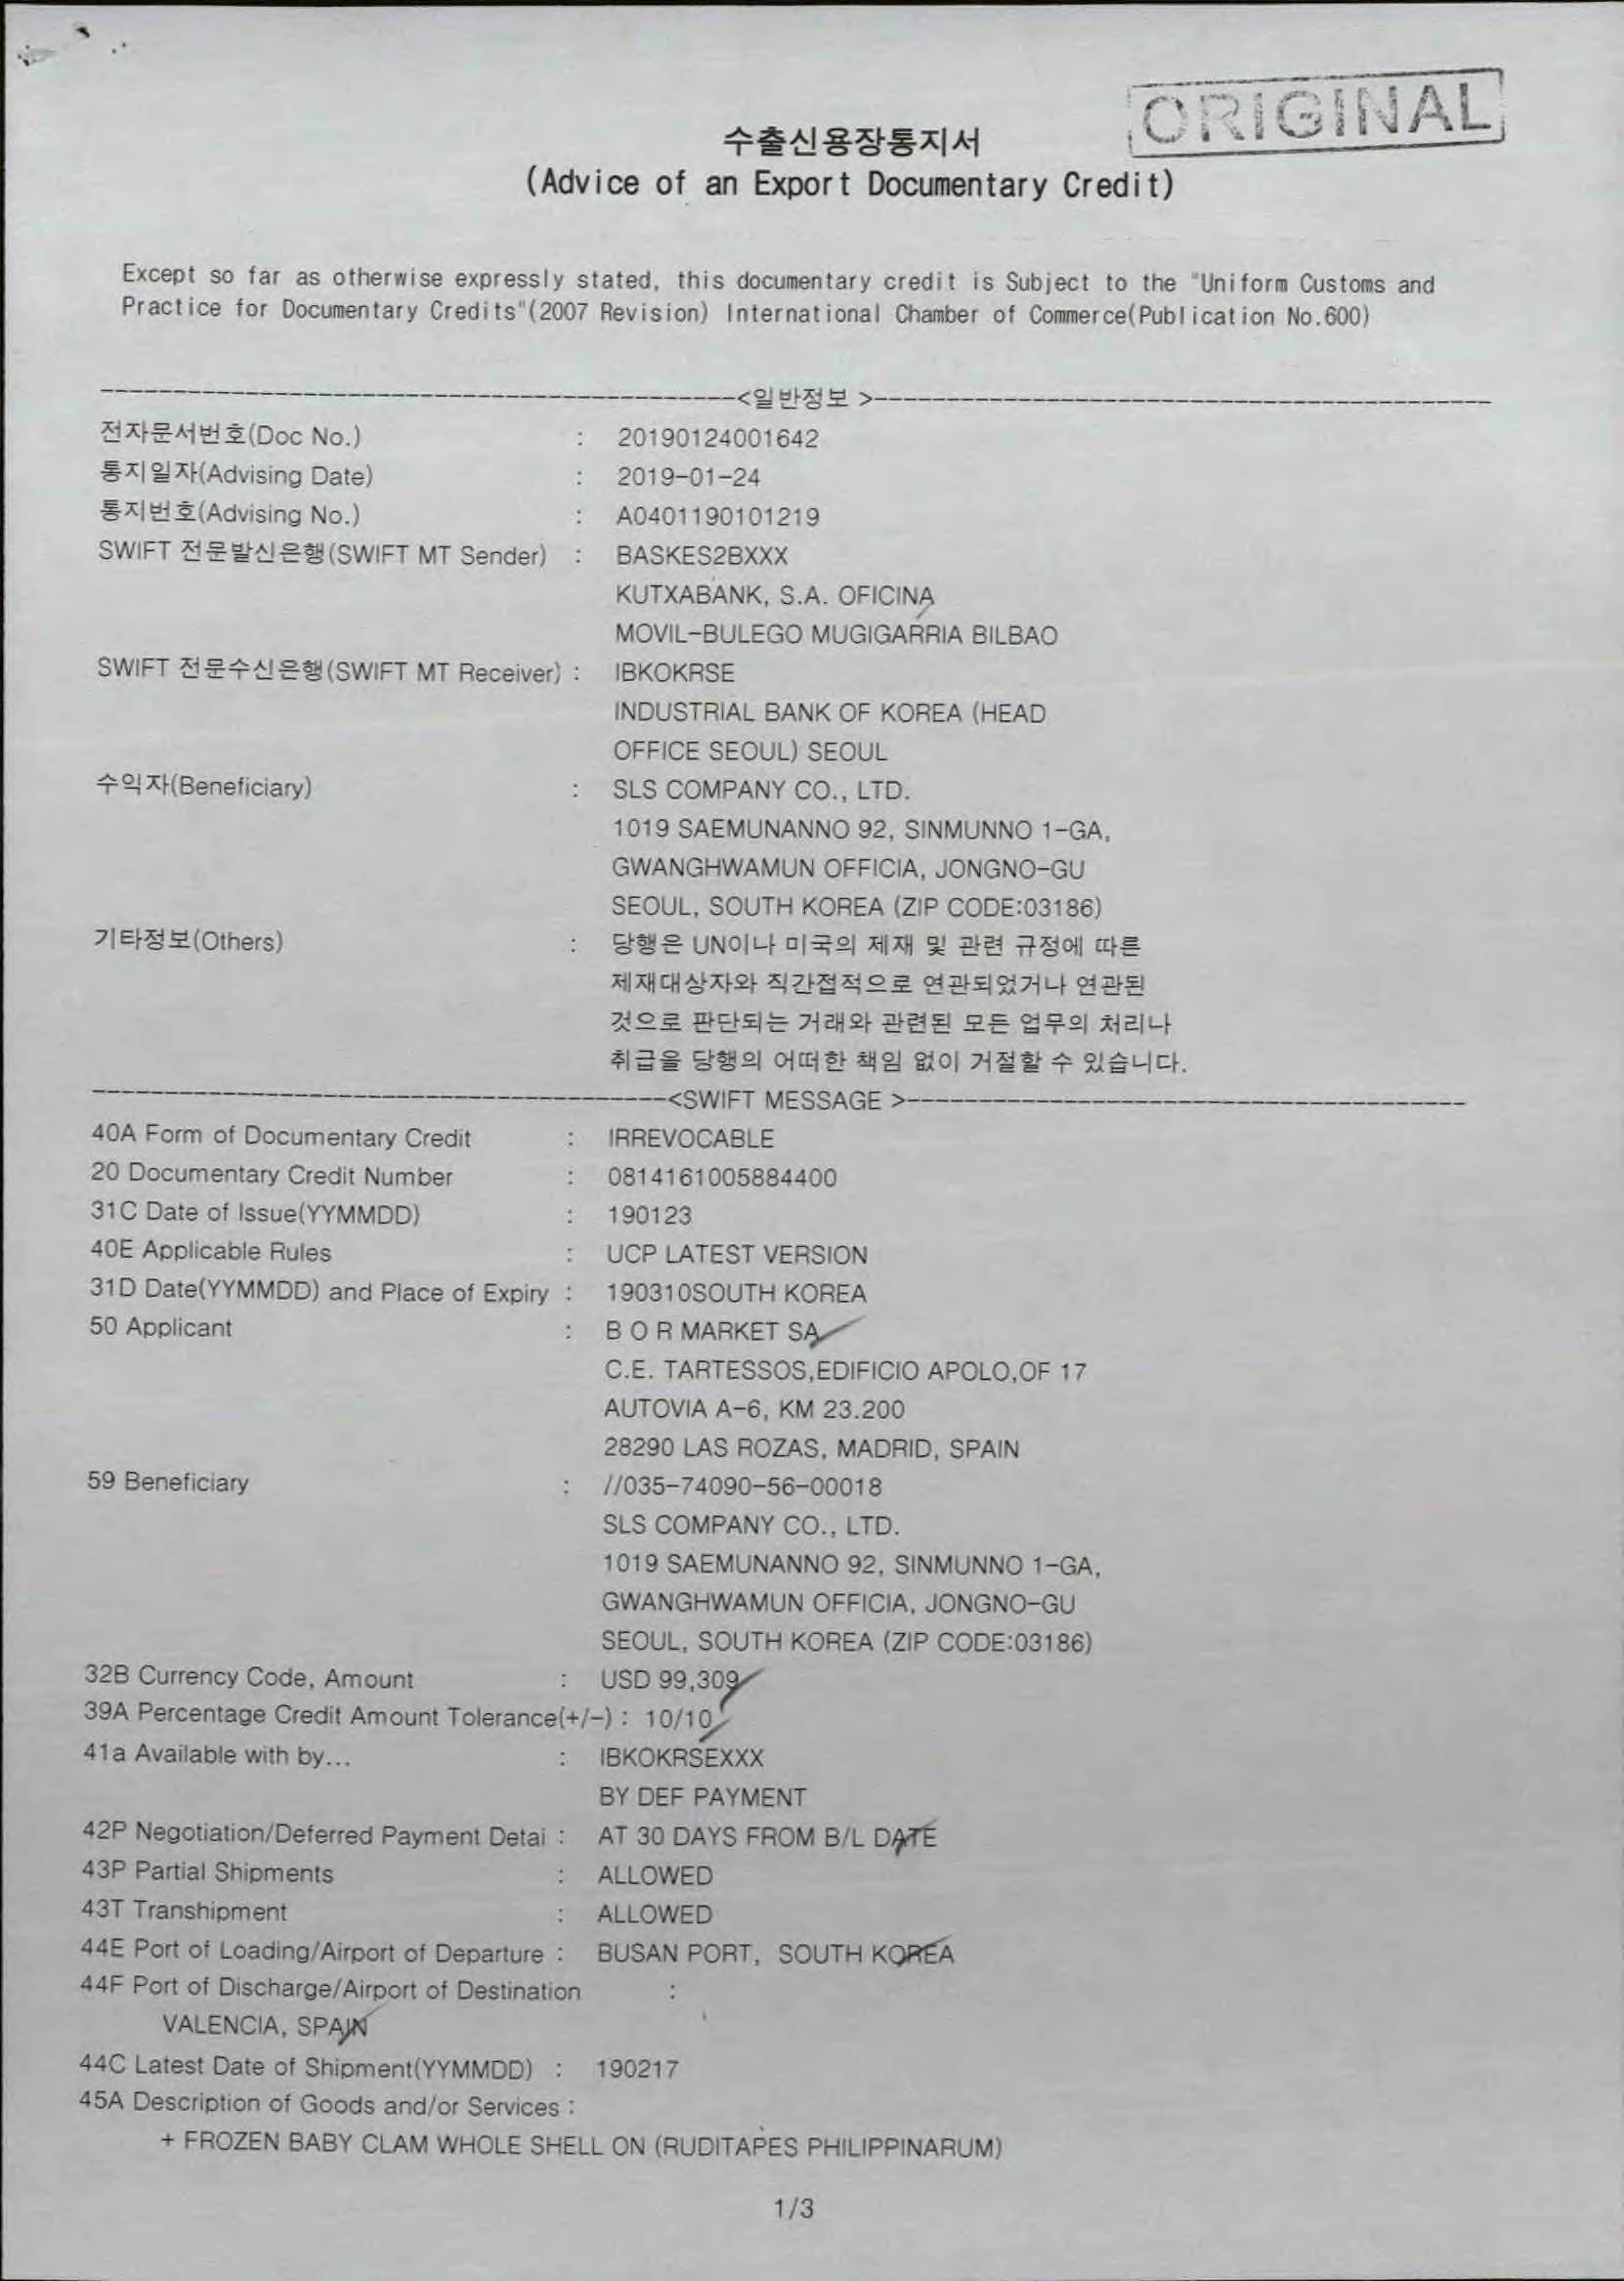 ORIGINAL
수출신용장통지서
(Advice of an Export Documentary Credit)
Except so far as otherwise expressly stated, this documentary credit is Subject to the "Uniform Customs and
Practice for Documentary Credits"(2007 Revision) International Chamber of Commerce(Publication No.600)
<일반정보 >
전자문서번호(Doc No.) : 20190124001642
통지일자(Advising Date) : 2019-01-24
통지번호(Advising No.) : A0401190101219
SWIFT 전문발신은행(SWIFT MT Sender) : BASKES2BXXX
KUTXABANK, S.A. OFICINA
MOVIL-BULEGO MUGIGARRIA BILBAO
SWIFT 전문수신은행(SWIFT MT Receiver) : IBKOKRSE
INDUSTRIAL BANK OF KOREA (HEAD
OFFICE SEOUL) SEOUL
수익자(Beneficiary) : SLS COMPANY CO., LTD.
1019 SAEMUNANNO 92, SINMUNNO 1-GA,
GWANGHWAMUN OFFICIA, JONGNO-GU
SEOUL, SOUTH KOREA (ZIP CODE:03186)
기타정보(Others) : 당행은 UN이나 미국의 제재 및 관련 규정에 따른
제재대상자와 직간접적으로 연관되었거나 연관된
것으로 판단되는 거래와 관련된 모든 업무의 처리나
취급을 당행의 어떠한 책임 없이 거절할 수 있습니다.
<SWIFT MESSAGE >
40A Form of Documentary Credit : IRREVOCABLE
20 Documentary Credit Number : 0814161005884400
31C Date of Issue(YYMMDD) : 190123
40E Applicable Rules : UCP LATEST VERSION
31D Date(YYMMDD) and Place of Expiry : 190310SOUTH KOREA
50 Applicant : B O R MARKET SA
C.E. TARTESSOS,EDIFICIO APOLO,OF 17
AUTOVIA A-6, KM 23.200
28290 LAS ROZAS, MADRID, SPAIN
59 Beneficiary : //035-74090-56-00018
SLS COMPANY CO., LTD.
1019 SAEMUNANNO 92, SINMUNNO 1-GA,
GWANGHWAMUN OFFICIA, JONGNO-GU
SEOUL, SOUTH KOREA (ZIP CODE:03186)
32B Currency Code, Amount : USD 99,309
39A Percentage Credit Amount Tolerance(+/-) : 10/10
41a Available with by... : IBKOKRSEXXX
BY DEF PAYMENT
42P Negotiation/Deferred Payment Detai : AT 30 DAYS FROM B/L DATE
43P Partial Shipments : ALLOWED
43T Transhipment : ALLOWED
44E Port of Loading/Airport of Departure : BUSAN PORT, SOUTH KOREA
44F Port of Discharge/Airport of Destination :
VALENCIA, SPAIN
44C Latest Date of Shipment(YYMMDD) : 190217
45A Description of Goods and/or Services :
+ FROZEN BABY CLAM WHOLE SHELL ON (RUDITAPES PHILIPPINARUM)
1/3